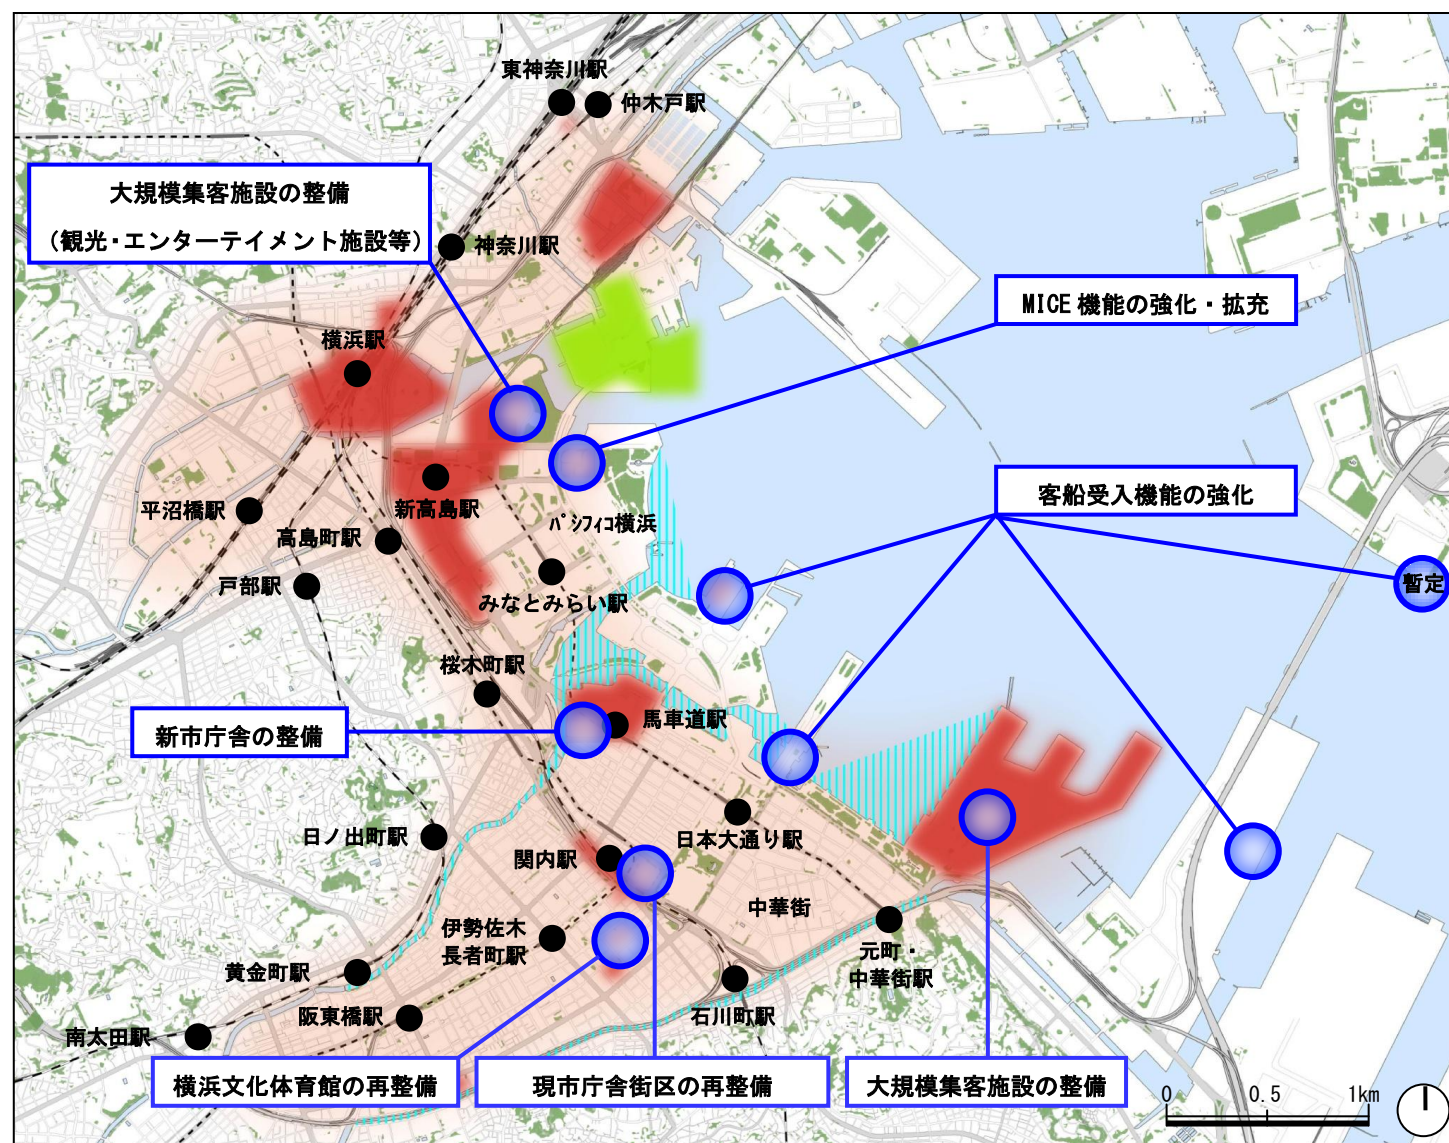 東神奈川駅
仲木戸駅
大規模集客施設の整備
（観光・エンターテイメント施設等）
神奈川駅
MICE 機能の強化・拡充
横浜駅
客船受入機能の強化
平沼橋駅
新高島駅
パシフィコ横浜
高島町駅
戸部駅
みなとみらい駅
暫定
桜木町駅
馬車道駅
新市庁舎の整備
日ノ出町駅
関内駅
日本大通り駅
中華街
伊勢佐木
長者町駅
元町・
中華街駅
黄金町駅
阪東橋駅
石川町駅
南太田駅
横浜文化体育館の再整備
現市庁舎街区の再整備
大規模集客施設の整備
0 0.5 1km